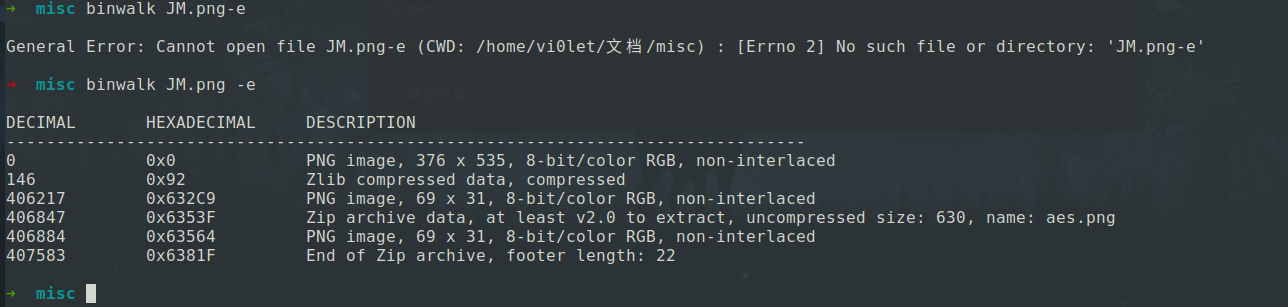 ➜  misc binwalk JM.png-e
General Error: Cannot open file JM.png-e (CWD: /home/vi0let/文档/misc) : [Errno 2] No such file or directory: 'JM.png-e'
➜  misc binwalk JM.png -e
DECIMAL       HEXADECIMAL     DESCRIPTION
--------------------------------------------------------------------------------
0             0x0             PNG image, 376 x 535, 8-bit/color RGB, non-interlaced
146           0x92            Zlib compressed data, compressed
406217        0x632C9         PNG image, 69 x 31, 8-bit/color RGB, non-interlaced
406847        0x6353F         Zip archive data, at least v2.0 to extract, uncompressed size: 630, name: aes.png
406884        0x63564         PNG image, 69 x 31, 8-bit/color RGB, non-interlaced
407583        0x6381F         End of Zip archive, footer length: 22
➜  misc